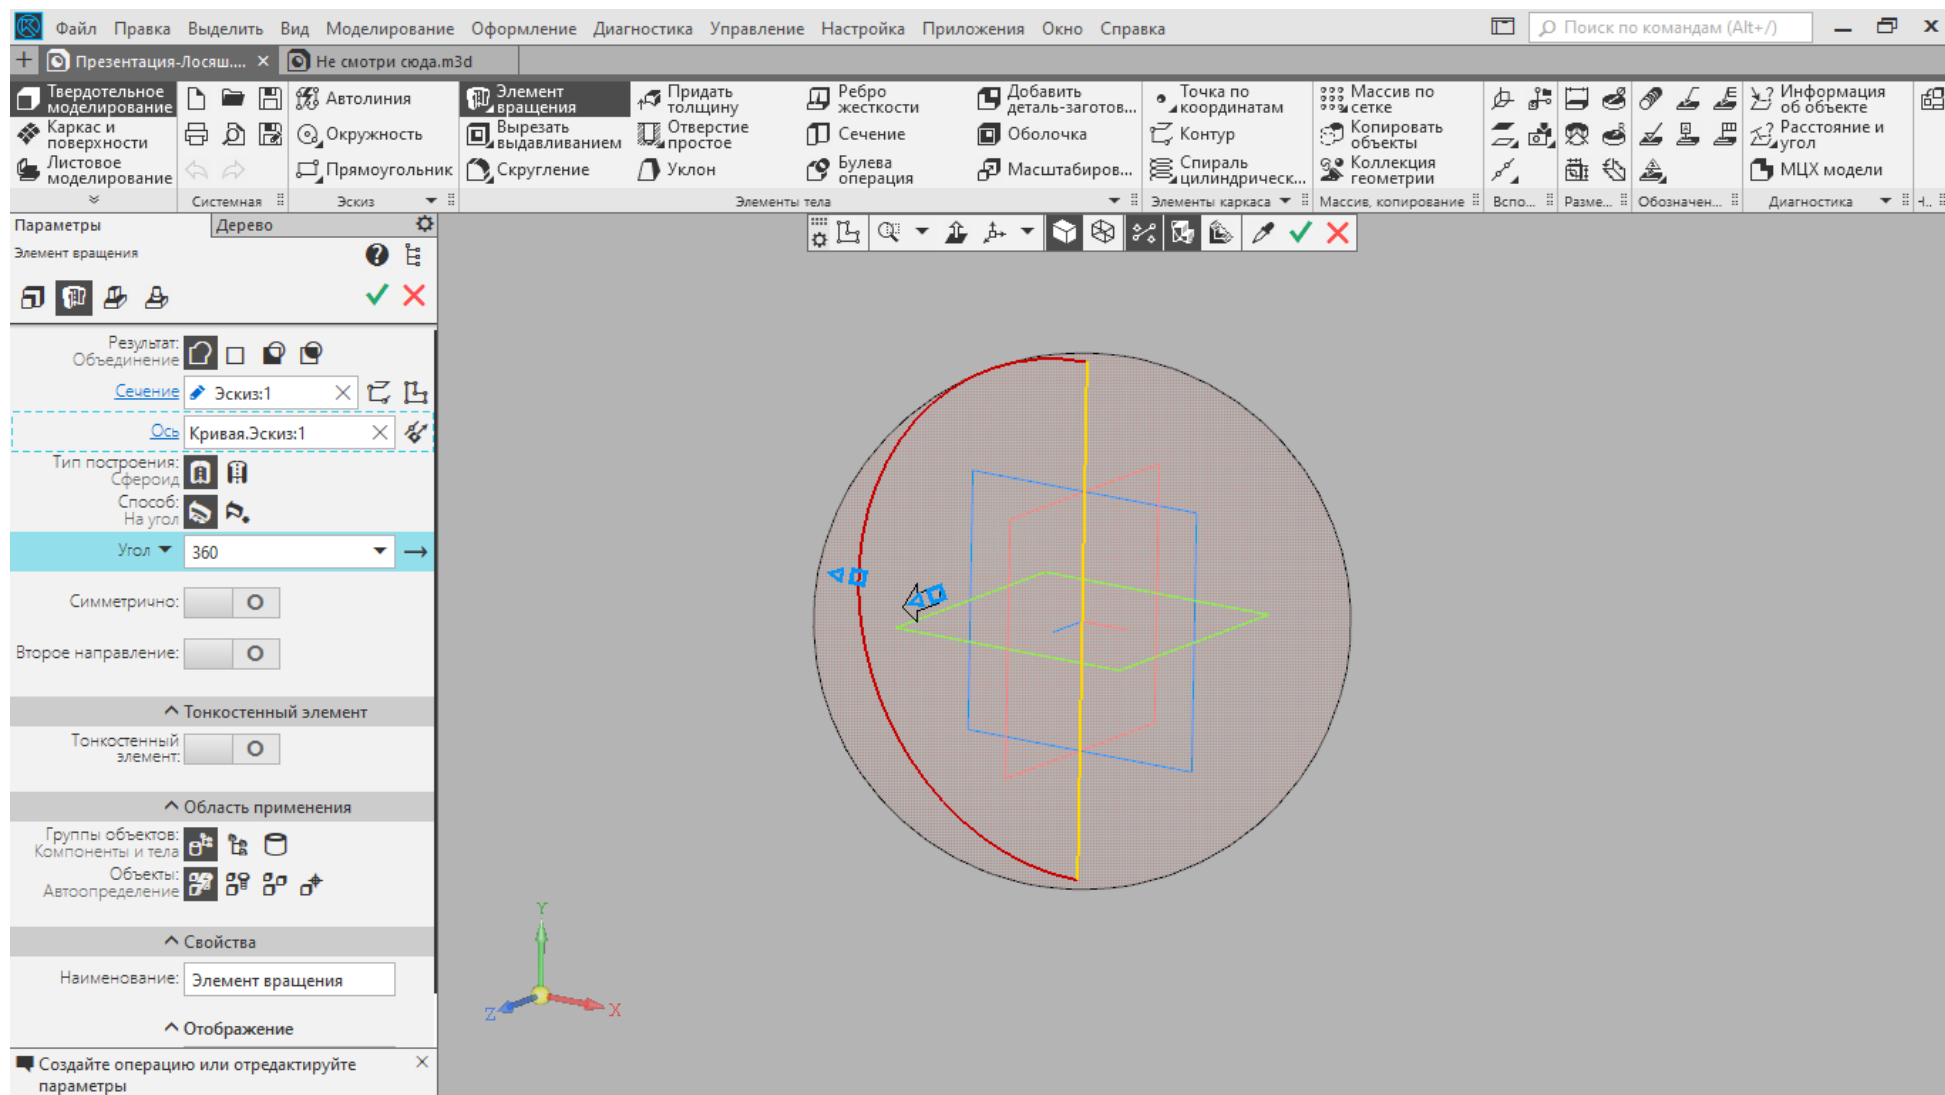 Файл Правка Выделить Вид Моделирование Оформление Диагностика Управление Настройка Приложения Окно Справка
Поиск по командам (Alt+/)
Презентация-Лосяш....
Не смотри сюда.m3d
Твердотельное
моделирование
Каркас и
поверхности
Листовое
моделирование
Системная
Автолиния
Окружность
Прямоугольник
Эскиз
Элемент
вращения
Вырезать
выдавливанием
Скругление
Придать
толщину
Отверстие
простое
Уклон
Ребро
жесткости
Сечение
Булева
операция
Добавить
деталь-заготов...
Оболочка
Масштабиров...
Элементы тела
Точка по
координатам
Контур
Спираль
цилиндрическ...
Элементы каркаса
Массив по
сетке
Копировать
объекты
Коллекция
геометрии
Массив, копирование
Вспо...
Разме...
Обозначен...
Информация
об объекте
Расстояние и
угол
МЦХ модели
Диагностика
Ч...
Параметры
Дерево
Элемент вращения
Результат:
Объединение
Сечение
Эскиз:1
Ось
Кривая.Эскиз:1
Тип построения:
Сфероид
Способ:
На угол
Угол
360
Симметрично:
Второе направление:
Тонкостенный элемент
Тонкостенный
элемент:
Область применения
Группы объектов:
Компоненты и тела
Объекты:
Автоопределение
Свойства
Наименование:
Элемент вращения
Отображение
Создайте операцию или отредактируйте
параметры
Y
Z
X